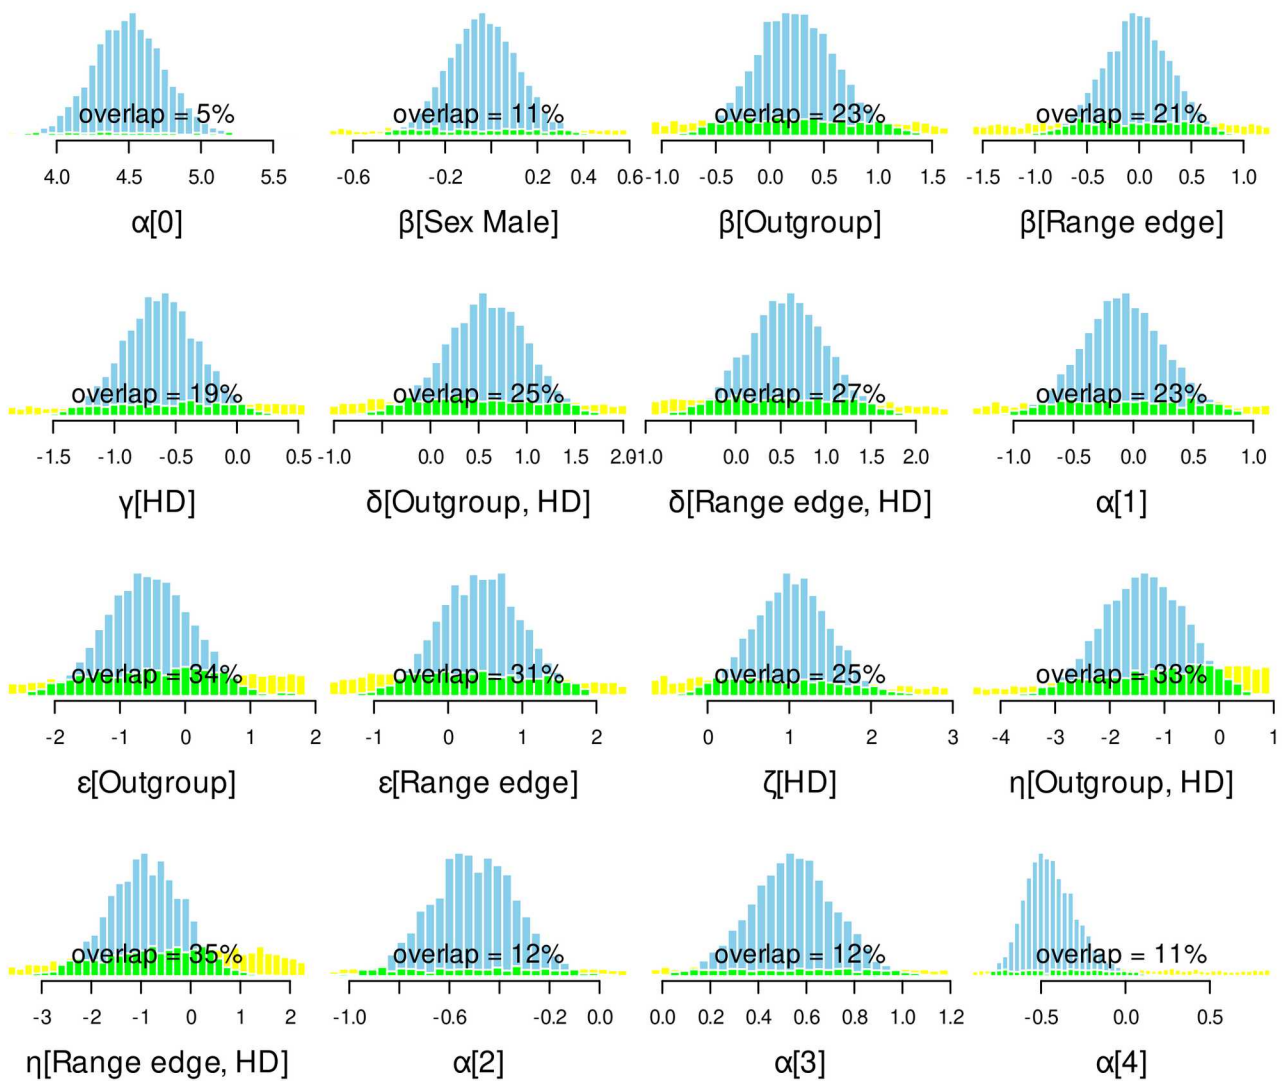 overlap = 5% overlap = 11% overlap = 23% overlap = 21%
4.0 4.5 5.0 5.5 -0.6 -0.2 0.2 0.4 0.6 -1.0 -0.5 0.0 0.5 1.0 1.5 -1.5 -1.0 -0.5 0.0 0.5 1.0
α[0] β[Sex Male] β[Outgroup] β[Range edge]
overlap = 19% overlap = 25% overlap = 27% overlap = 23%
-1.5 -1.0 -0.5 0.0 0.5 -1.0 0.0 0.5 1.0 1.5 2.0 1.0 0.0 0.5 1.0 1.5 2.0 -1.0 -0.5 0.0 0.5 1.0
γ[HD] δ[Outgroup, HD] δ[Range edge, HD] α[1]
overlap = 34% overlap = 31% overlap = 25% overlap = 33%
-2 -1 0 1 2 -1 0 1 2 0 1 2 3 -4 -3 -2 -1 0 1
ε[Outgroup] ε[Range edge] ζ[HD] η[Outgroup, HD]
overlap = 35% overlap = 12% overlap = 12% overlap = 11%
-3 -2 -1 0 1 2 -1.0 -0.6 -0.2 0.0 0.0 0.2 0.4 0.6 0.8 1.0 1.2 -0.5 0.0 0.5
η[Range edge, HD] α[2] α[3] α[4]